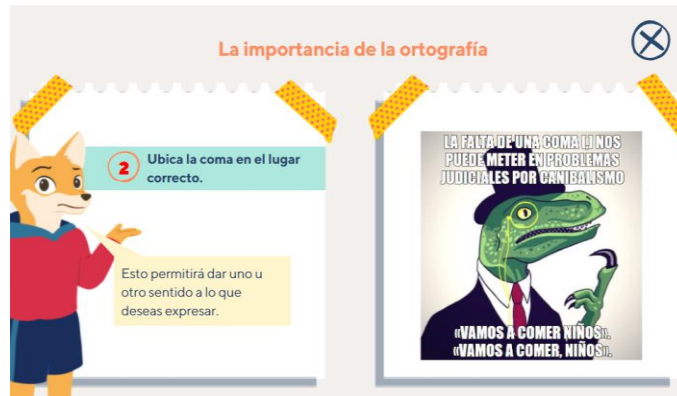 La importancia de la ortografía
2
Ubica la coma en el lugar
correcto.
Esto permitirá dar uno u
otro sentido a lo que
deseas expresar.
LA FALTA DE UNA COMA (,) NOS
PUEDE METER EN PROBLEMAS
JUDICIALES POR CANIBALISMO
«VAMOS A COMER NIÑOS».
«VAMOS A COMER, NIÑOS».